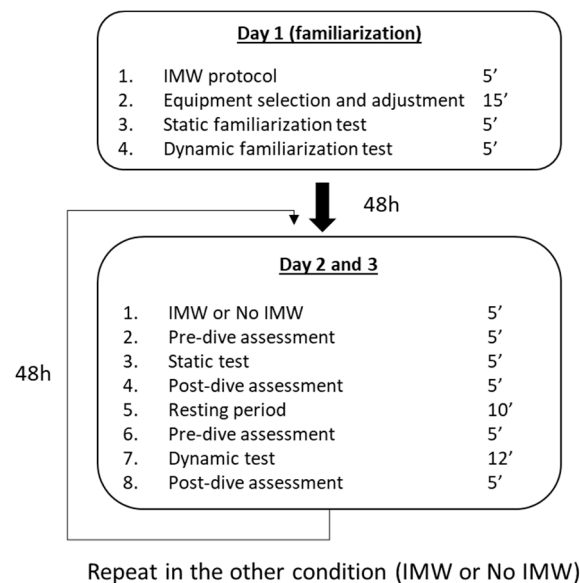 Day 1 (familiarization)
1. IMW protocol 5’
2. Equipment selection and adjustment 15’
3. Static familiarization test 5’
4. Dynamic familiarization test 5’
48h
Day 2 and 3
1. IMW or No IMW 5’
2. Pre-dive assessment 5’
3. Static test 5’
4. Post-dive assessment 5’
5. Resting period 10’
6. Pre-dive assessment 5’
7. Dynamic test 12’
8. Post-dive assessment 5’
48h
Repeat in the other condition (IMW or No IMW)